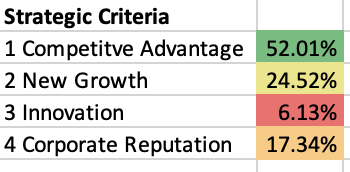 Strategic Criteria
1 Competitve Advantage 52.01%
2 New Growth 24.52%
3 Innovation 6.13%
4 Corporate Reputation 17.34%